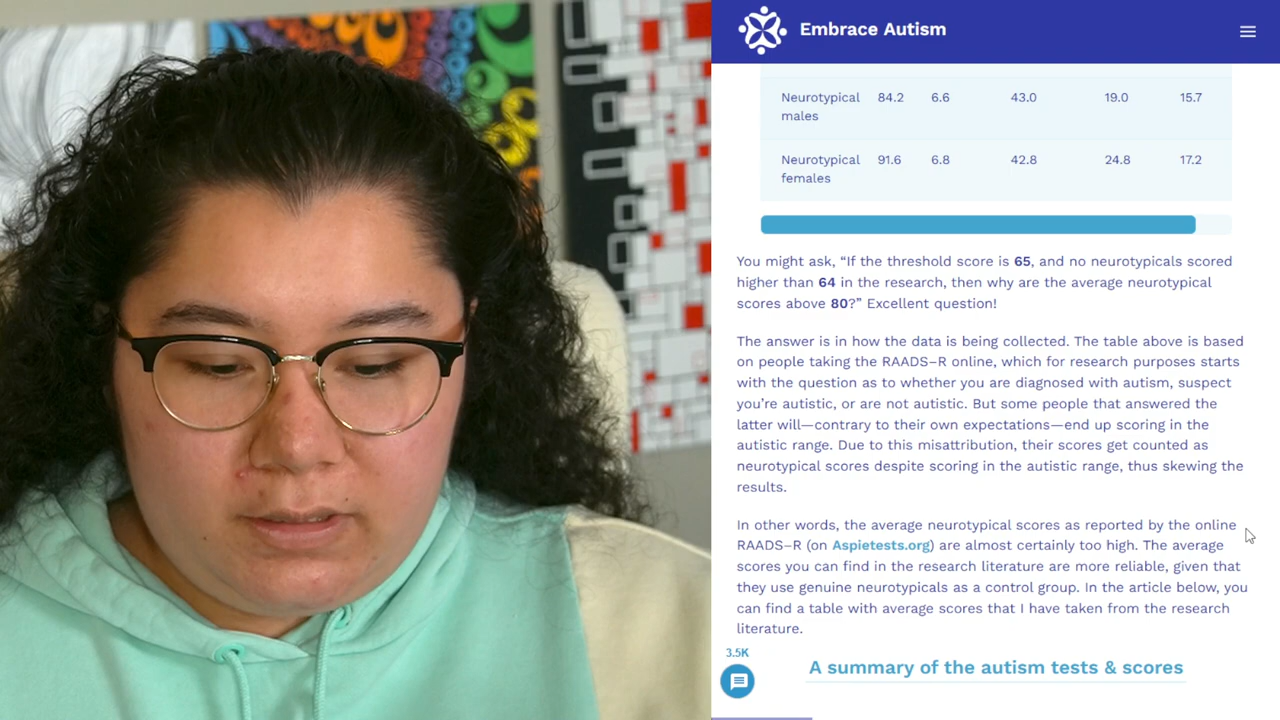 Embrace Autism
Neurotypical 84.2 6.6 43.0 19.0 15.7
males
Neurotypical 91.6 6.8 42.8 24.8 17.2
females
You might ask, “If the threshold score is 65, and no neurotypicals scored
higher than 64 in the research, then why are the average neurotypical
scores above 80?” Excellent question!
The answer is in how the data is being collected. The table above is based
on people taking the RAADS–R online, which for research purposes starts
with the question as to whether you are diagnosed with autism, suspect
you’re autistic, or are not autistic. But some people that answered the
latter will—contrary to their own expectations—end up scoring in the
autistic range. Due to this misattribution, their scores get counted as
neurotypical scores despite scoring in the autistic range, thus skewing the
results.
In other words, the average neurotypical scores as reported by the online
RAADS–R (on Aspietests.org) are almost certainly too high. The average
scores you can find in the research literature are more reliable, given that
they use genuine neurotypicals as a control group. In the article below, you
can find a table with average scores that I have taken from the research
literature.
3.5K
A summary of the autism tests & scores